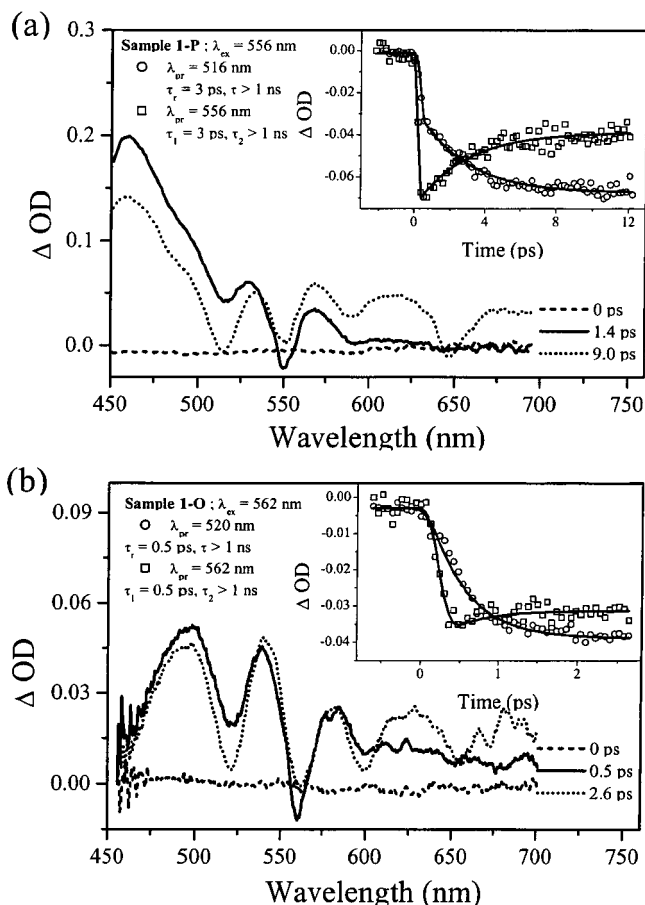 (a)
Sample 1-P ; λex = 556 nm
λpr = 516 nm
τr = 3 ps, τ > 1 ns
λpr = 556 nm
τ1 = 3 ps, τ2 > 1 ns
0.3
0.2
0.1
0.0
Δ OD
0.00
-0.02
-0.04
-0.06
Δ OD
0 4 8 12
Time (ps)
0 ps
1.4 ps
9.0 ps
450 500 550 600 650 700 750
Wavelength (nm)
(b)
Sample 1-O ; λex = 562 nm
λpr = 520 nm
τr = 0.5 ps, τ > 1 ns
λpr = 562 nm
τ1 = 0.5 ps, τ2 > 1 ns
0.09
0.06
0.03
0.00
Δ OD
0.00
-0.01
-0.02
-0.03
-0.04
Δ OD
0 1 2
Time (ps)
0 ps
0.5 ps
2.6 ps
450 500 550 600 650 700 750
Wavelength (nm)